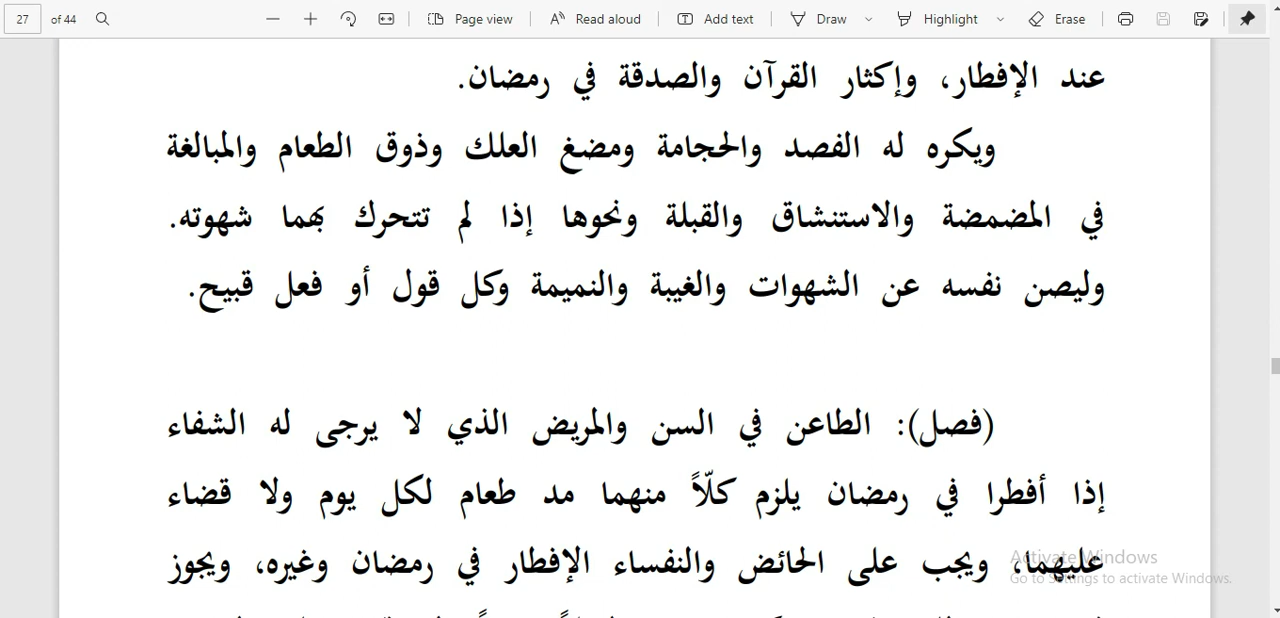 27 of 44 Page view Read aloud Add text Draw Highlight Erase
عند الإفطار، وإكثار القرآن والصدقة في رمضان.
ويكره له الفصد والحجامة ومضغ العلك وذوق الطعام والمبالغة
في المضمضة والاستنشاق والقبلة ونحوها إذا لم تتحرك بهما شهوته.
وليصن نفسه عن الشهوات والغيبة والنميمة وكل قول أو فعل قبيح.
(فصل): الطاعن في السن والمريض الذي لا يرجى له الشفاء
إذا أفطرا في رمضان يلزم كلّاً منهما مد طعام لكل يوم ولا قضاء
عليهما، ويجب على الحائض والنفساء الإفطار في رمضان وغيره، ويجوز
Activate Windows
Go to Settings to activate Windows.